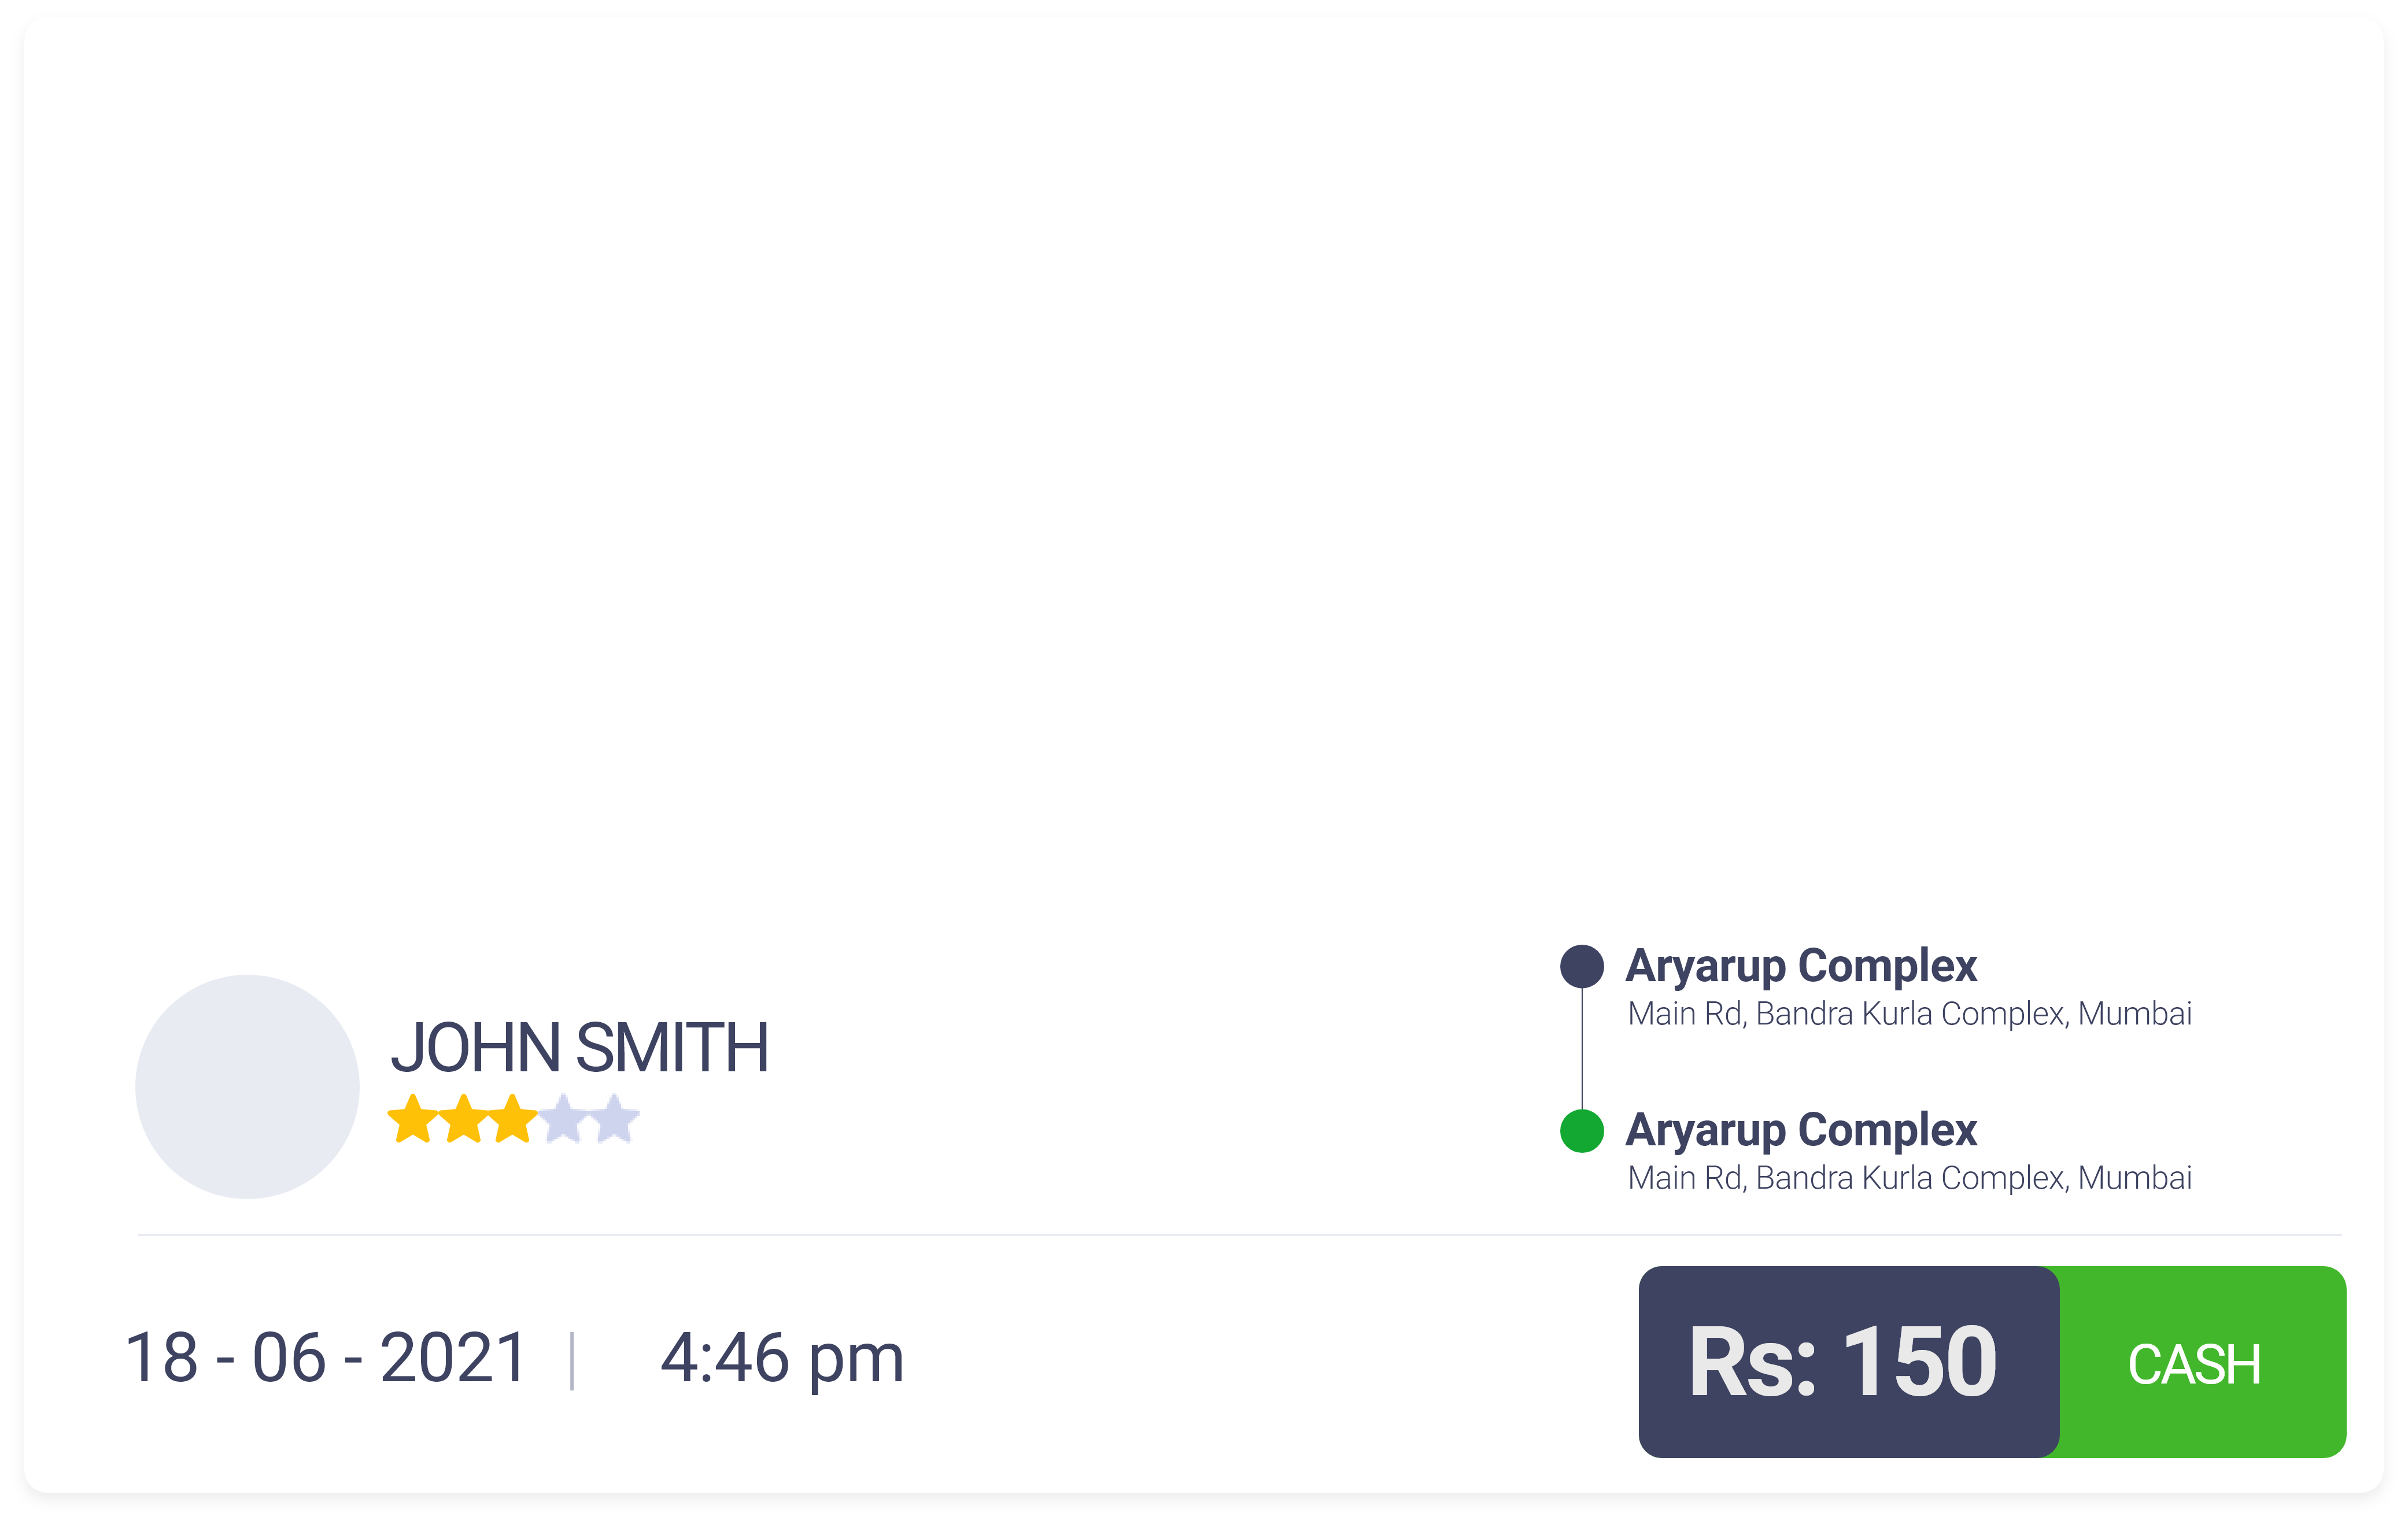 Aryarup Complex
Main Rd, Bandra Kurla Complex, Mumbai
JOHN SMITH
Aryarup Complex
Main Rd, Bandra Kurla Complex, Mumbai
18 - 06 - 2021 | 4:46 pm
Rs: 150
CASH